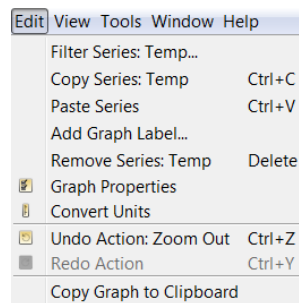 Edit View Tools Window Help
Filter Series: Temp...
Copy Series: Temp Ctrl+C
Paste Series Ctrl+V
Add Graph Label...
Remove Series: Temp Delete
Graph Properties
Convert Units
Undo Action: Zoom Out Ctrl+Z
Redo Action Ctrl+Y
Copy Graph to Clipboard